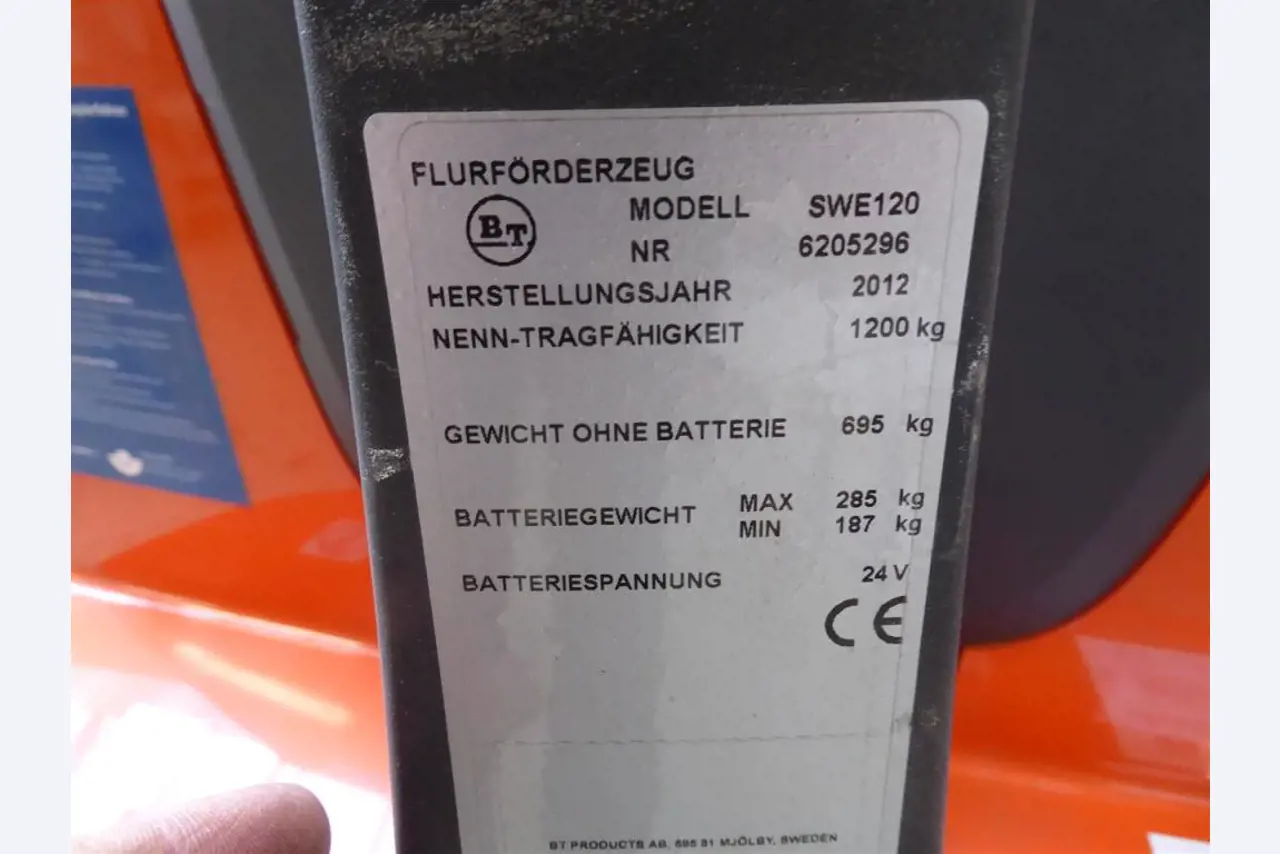 FLURFÖRDERZEUG
BT
MODELL SWE120
NR 6205296
HERSTELLUNGSJAHR 2012
NENN-TRAGFÄHIGKEIT 1200 kg
GEWICHT OHNE BATTERIE 695 kg
BATTERIEGEWICHT MAX 285 kg
MIN 187 kg
BATTERIESPANNUNG 24 V
CE
BT PRODUCTS AB, 595 81 MJÖLBY, SWEDEN